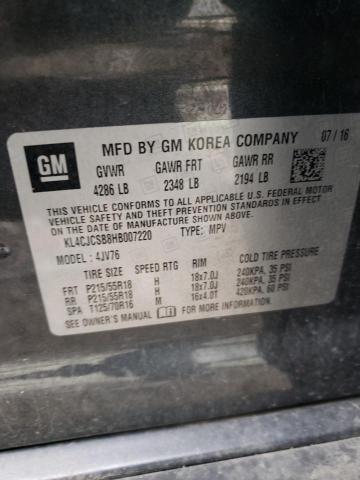 GM
MFD BY GM KOREA COMPANY 07/16
GVWR GAWR FRT GAWR RR
4286 LB 2348 LB 2194 LB
THIS VEHICLE CONFORMS TO ALL APPLICABLE U.S. FEDERAL MOTOR
VEHICLE SAFETY AND THEFT PREVENTION STANDARDS IN EFFECT
ON THE DATE OF MANUFACTURE SHOWN ABOVE.
KL4CJCSB8HB007220 TYPE: MPV
MODEL : 4JV76
TIRE SIZE SPEED RTG RIM COLD TIRE PRESSURE
FRT P215/55R18 H 18x7.0J 240KPA, 35 PSI
RR P215/55R18 H 18x7.0J 240KPA, 35 PSI
SPA T125/70R16 M 16x4.0T 420KPA, 60 PSI
SEE OWNER'S MANUAL FOR MORE INFORMATION.